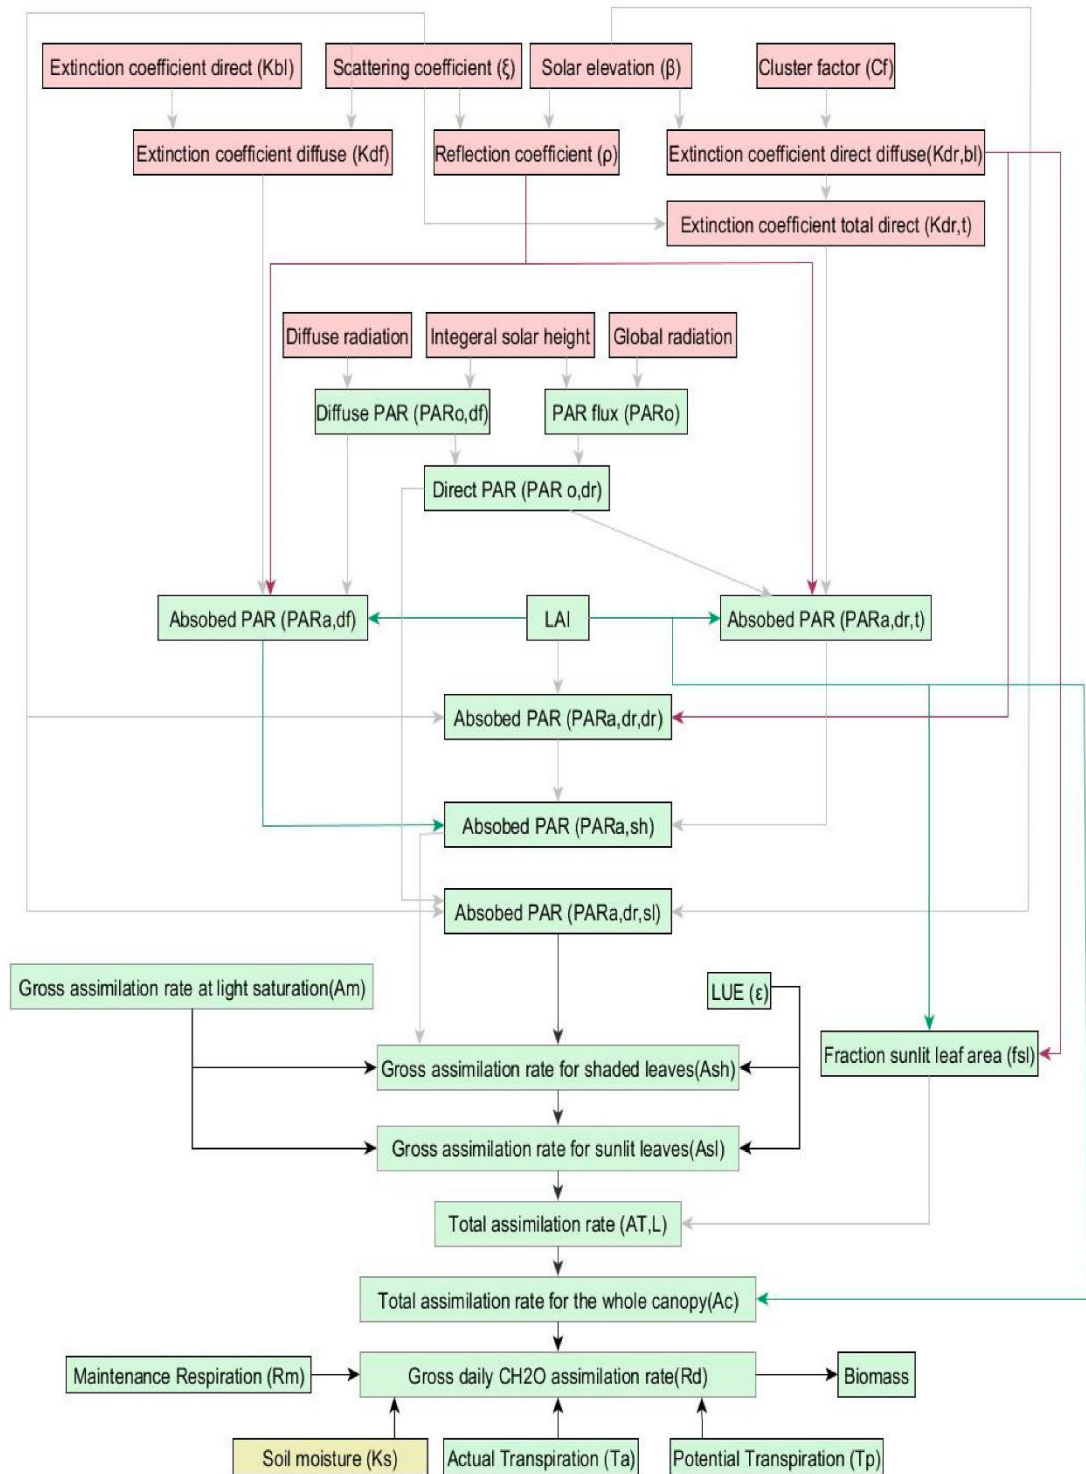 Extinction coefficient direct (Kbl)
Scattering coefficient (ξ)
Solar elevation (β)
Cluster factor (Cf)
Extinction coefficient diffuse (Kdf)
Reflection coefficient (ρ)
Extinction coefficient direct diffuse(Kdr,bl)
Extinction coefficient total direct (Kdr,t)
Diffuse radiation
Integeral solar height
Global radiation
Diffuse PAR (PARo,df)
PAR flux (PARo)
Direct PAR (PAR o,dr)
Absobed PAR (PARa,df)
LAI
Absobed PAR (PARa,dr,t)
Absobed PAR (PARa,dr,dr)
Absobed PAR (PARa,sh)
Absobed PAR (PARa,dr,sl)
Gross assimilation rate at light saturation(Am)
LUE (ε)
Gross assimilation rate for shaded leaves(Ash)
Fraction sunlit leaf area (fsl)
Gross assimilation rate for sunlit leaves(Asl)
Total assimilation rate (AT,L)
Total assimilation rate for the whole canopy(Ac)
Maintenance Respiration (Rm)
Gross daily CH2O assimilation rate(Rd)
Biomass
Soil moisture (Ks)
Actual Transpiration (Ta)
Potential Transpiration (Tp)